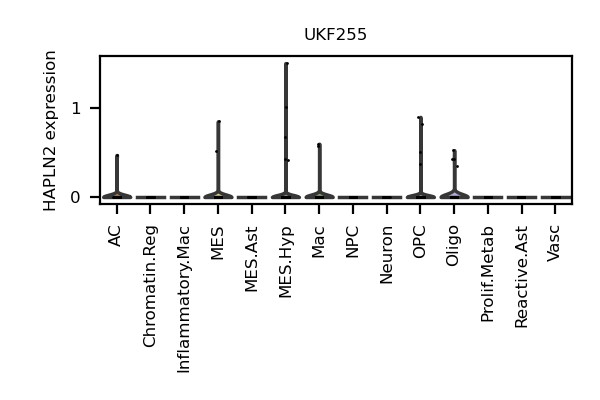 UKF255
HAPLN2 expression
1
0
AC
Chromatin.Reg
Inflammatory.Mac
MES
MES.Ast
MES.Hyp
Mac
NPC
Neuron
OPC
Oligo
Prolif.Metab
Reactive.Ast
Vasc